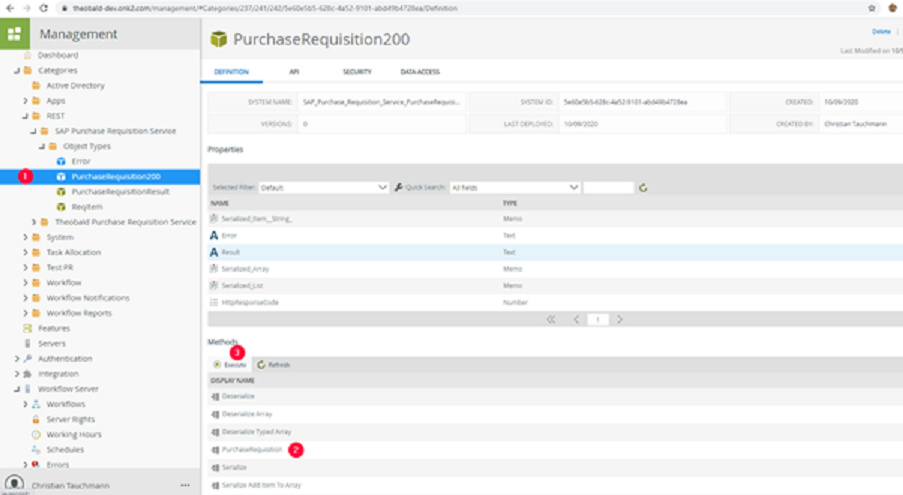 theobald-dev.onk2.com/management/#Categories/237/241/242/5e60e5b5-628c-4a52-9101-abd49b4728ea/Definition
Management
Dashboard
Categories
Active Directory
Apps
REST
SAP Purchase Requisition Service
Object Types
Error
1
PurchaseRequisition200
PurchaseRequisitionResult
ReqItem
Theobald Purchase Requisition Service
System
Task Allocation
Test PR
Workflow
Workflow Notifications
Workflow Reports
Features
Servers
Authentication
Integration
Workflow Server
Workflows
Server Rights
Working Hours
Schedules
Errors
Christian Tauchmann
PurchaseRequisition200
Delete
Last Modified on 10/
DEFINITION API SECURITY DATA-ACCESS
SYSTEM NAME: SAP_Purchase_Requisition_Service_PurchaseRequisi... SYSTEM ID: 5e60e5b5-628c-4a52-9101-abd49b4728ea CREATED: 10/09/2020
VERSIONS: 0 LAST DEPLOYED: 10/09/2020 CREATED BY: Christian Tauchmann
Properties
Selected Filter: Default Quick Search: All fields
NAME TYPE
Serialized_Item__String_ Memo
Error Text
Result Text
Serialized_Array Memo
Serialized_List Memo
HttpResponseCode Number
1
Methods
3
Execute Refresh
DISPLAY NAME
Deserialize
Deserialize Array
Deserialize Typed Array
PurchaseRequisition 2
Serialize
Serialize Add Item To Array